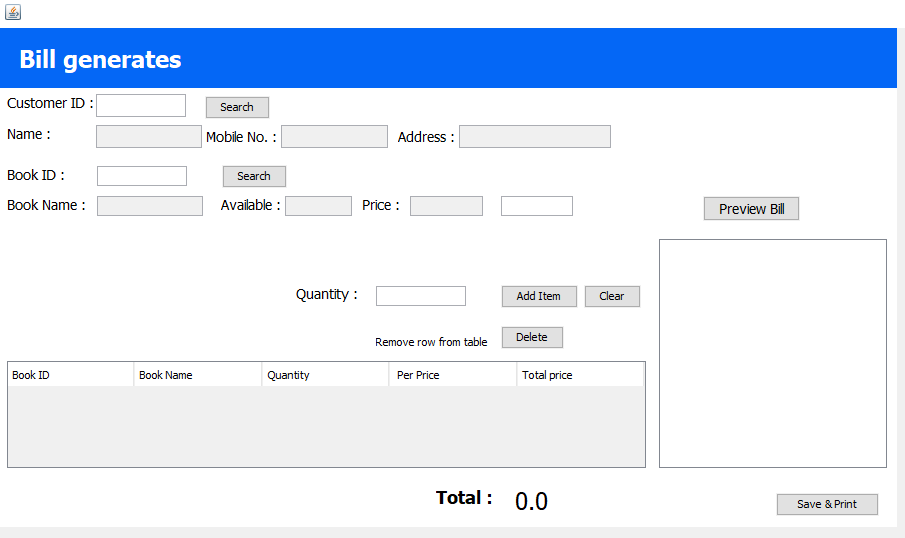 Bill generates
Customer ID : Search
Name : Mobile No. : Address :
Book ID : Search
Book Name : Available : Price :
Preview Bill
Quantity : Add Item Clear
Remove row from table Delete
Book ID Book Name Quantity Per Price Total price
Total : 0.0
Save & Print